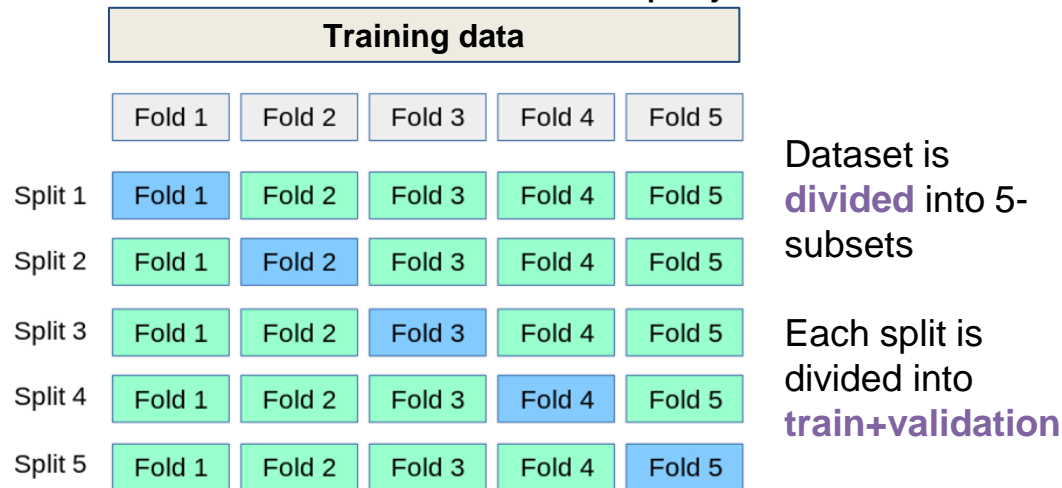 Training data
Fold 1 Fold 2 Fold 3 Fold 4 Fold 5
Split 1 Fold 1 Fold 2 Fold 3 Fold 4 Fold 5
Split 2 Fold 1 Fold 2 Fold 3 Fold 4 Fold 5
Split 3 Fold 1 Fold 2 Fold 3 Fold 4 Fold 5
Split 4 Fold 1 Fold 2 Fold 3 Fold 4 Fold 5
Split 5 Fold 1 Fold 2 Fold 3 Fold 4 Fold 5
Dataset is
divided into 5-
subsets
Each split is
divided into
train+validation